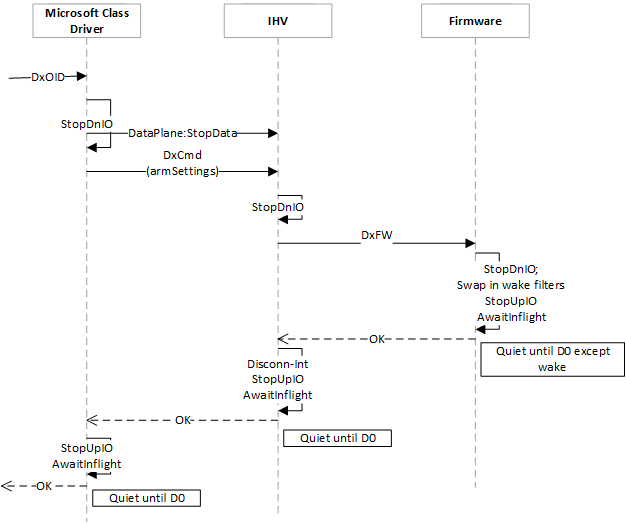 Microsoft Class
Driver
IHV
Firmware
DxOID
StopDnIO
DataPlane:StopData
DxCmd
(armSettings)
StopDnIO
DxFW
StopDnIO;
Swap in wake filters
StopUpIO
AwaitInflight
OK
Quiet until D0 except
wake
Disconn-Int
StopUpIO
AwaitInflight
OK
Quiet until D0
StopUpIO
AwaitInflight
OK
Quiet until D0